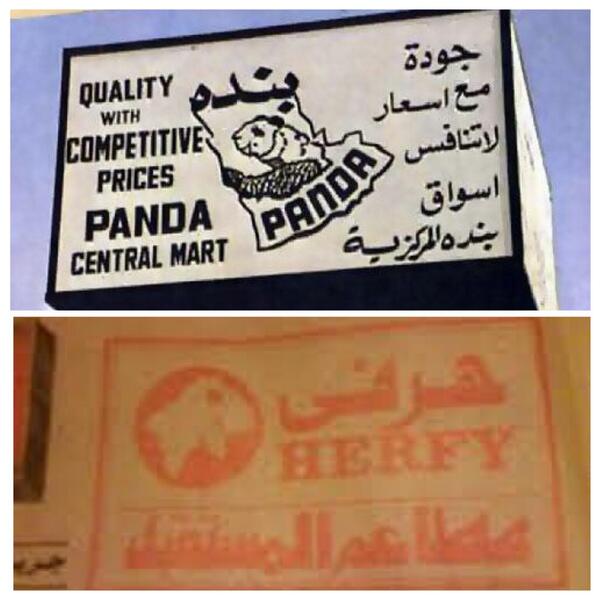 QUALITY
WITH
COMPETITIVE
PRICES
PANDA
CENTRAL MART
بنده
PANDA
جودة
مع اسعار
لاتنافس
اسواق
بنده المركزية
هرفي
HERFY
مطاعم المستقبل